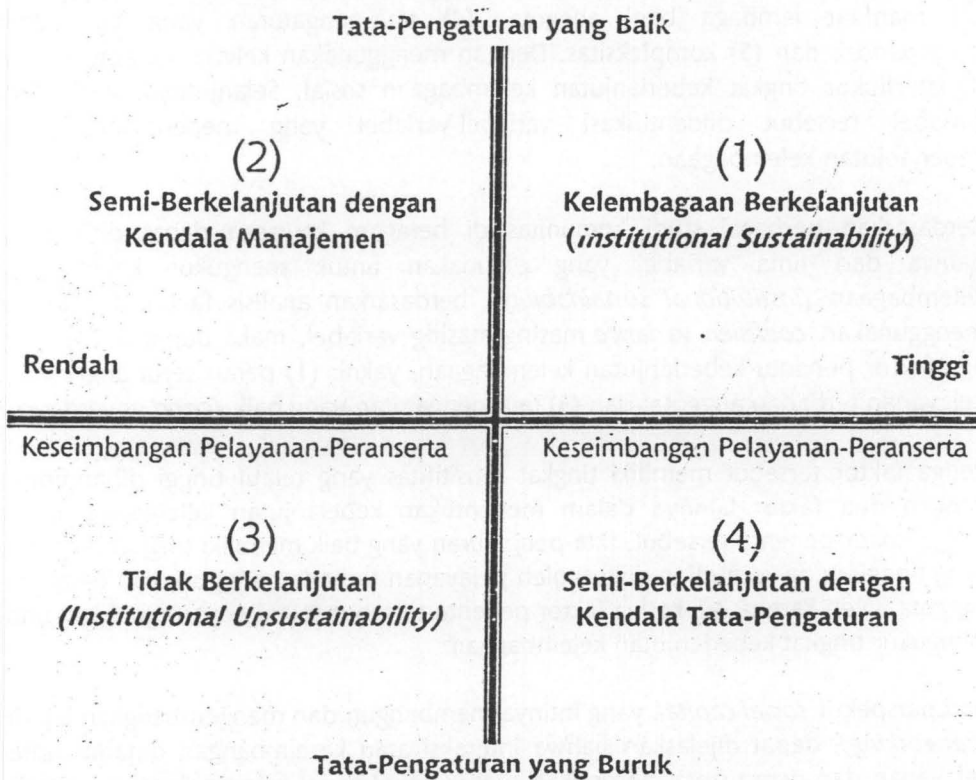 Tata-Pengaturan yang Baik
(2)
Semi-Berkelanjutan dengan
Kendala Manajemen
(1)
Kelembagaan Berkelanjutan
(institutional Sustainability)
Rendah
Tinggi
Keseimbangan Pelayanan-Peranserta
Keseimbangan Pelayanan-Peranserta
(3)
Tidak Berkelanjutan
(Institutional Unsustainability)
(4)
Semi-Berkelanjutan dengan
Kendala Tata-Pengaturan
Tata-Pengaturan yang Buruk